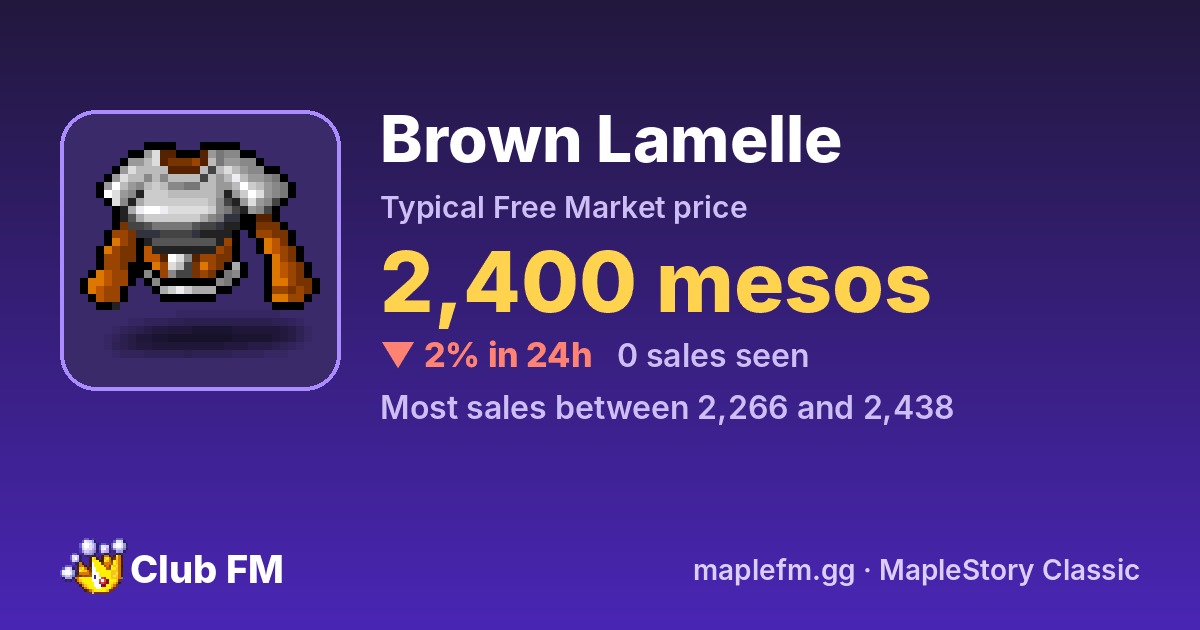 Brown Lamelle
Typical Free Market price
2,400 mesos
▼ 2% in 24h 0 sales seen
Most sales between 2,266 and 2,438
Club FM
maplefm.gg · MapleStory Classic